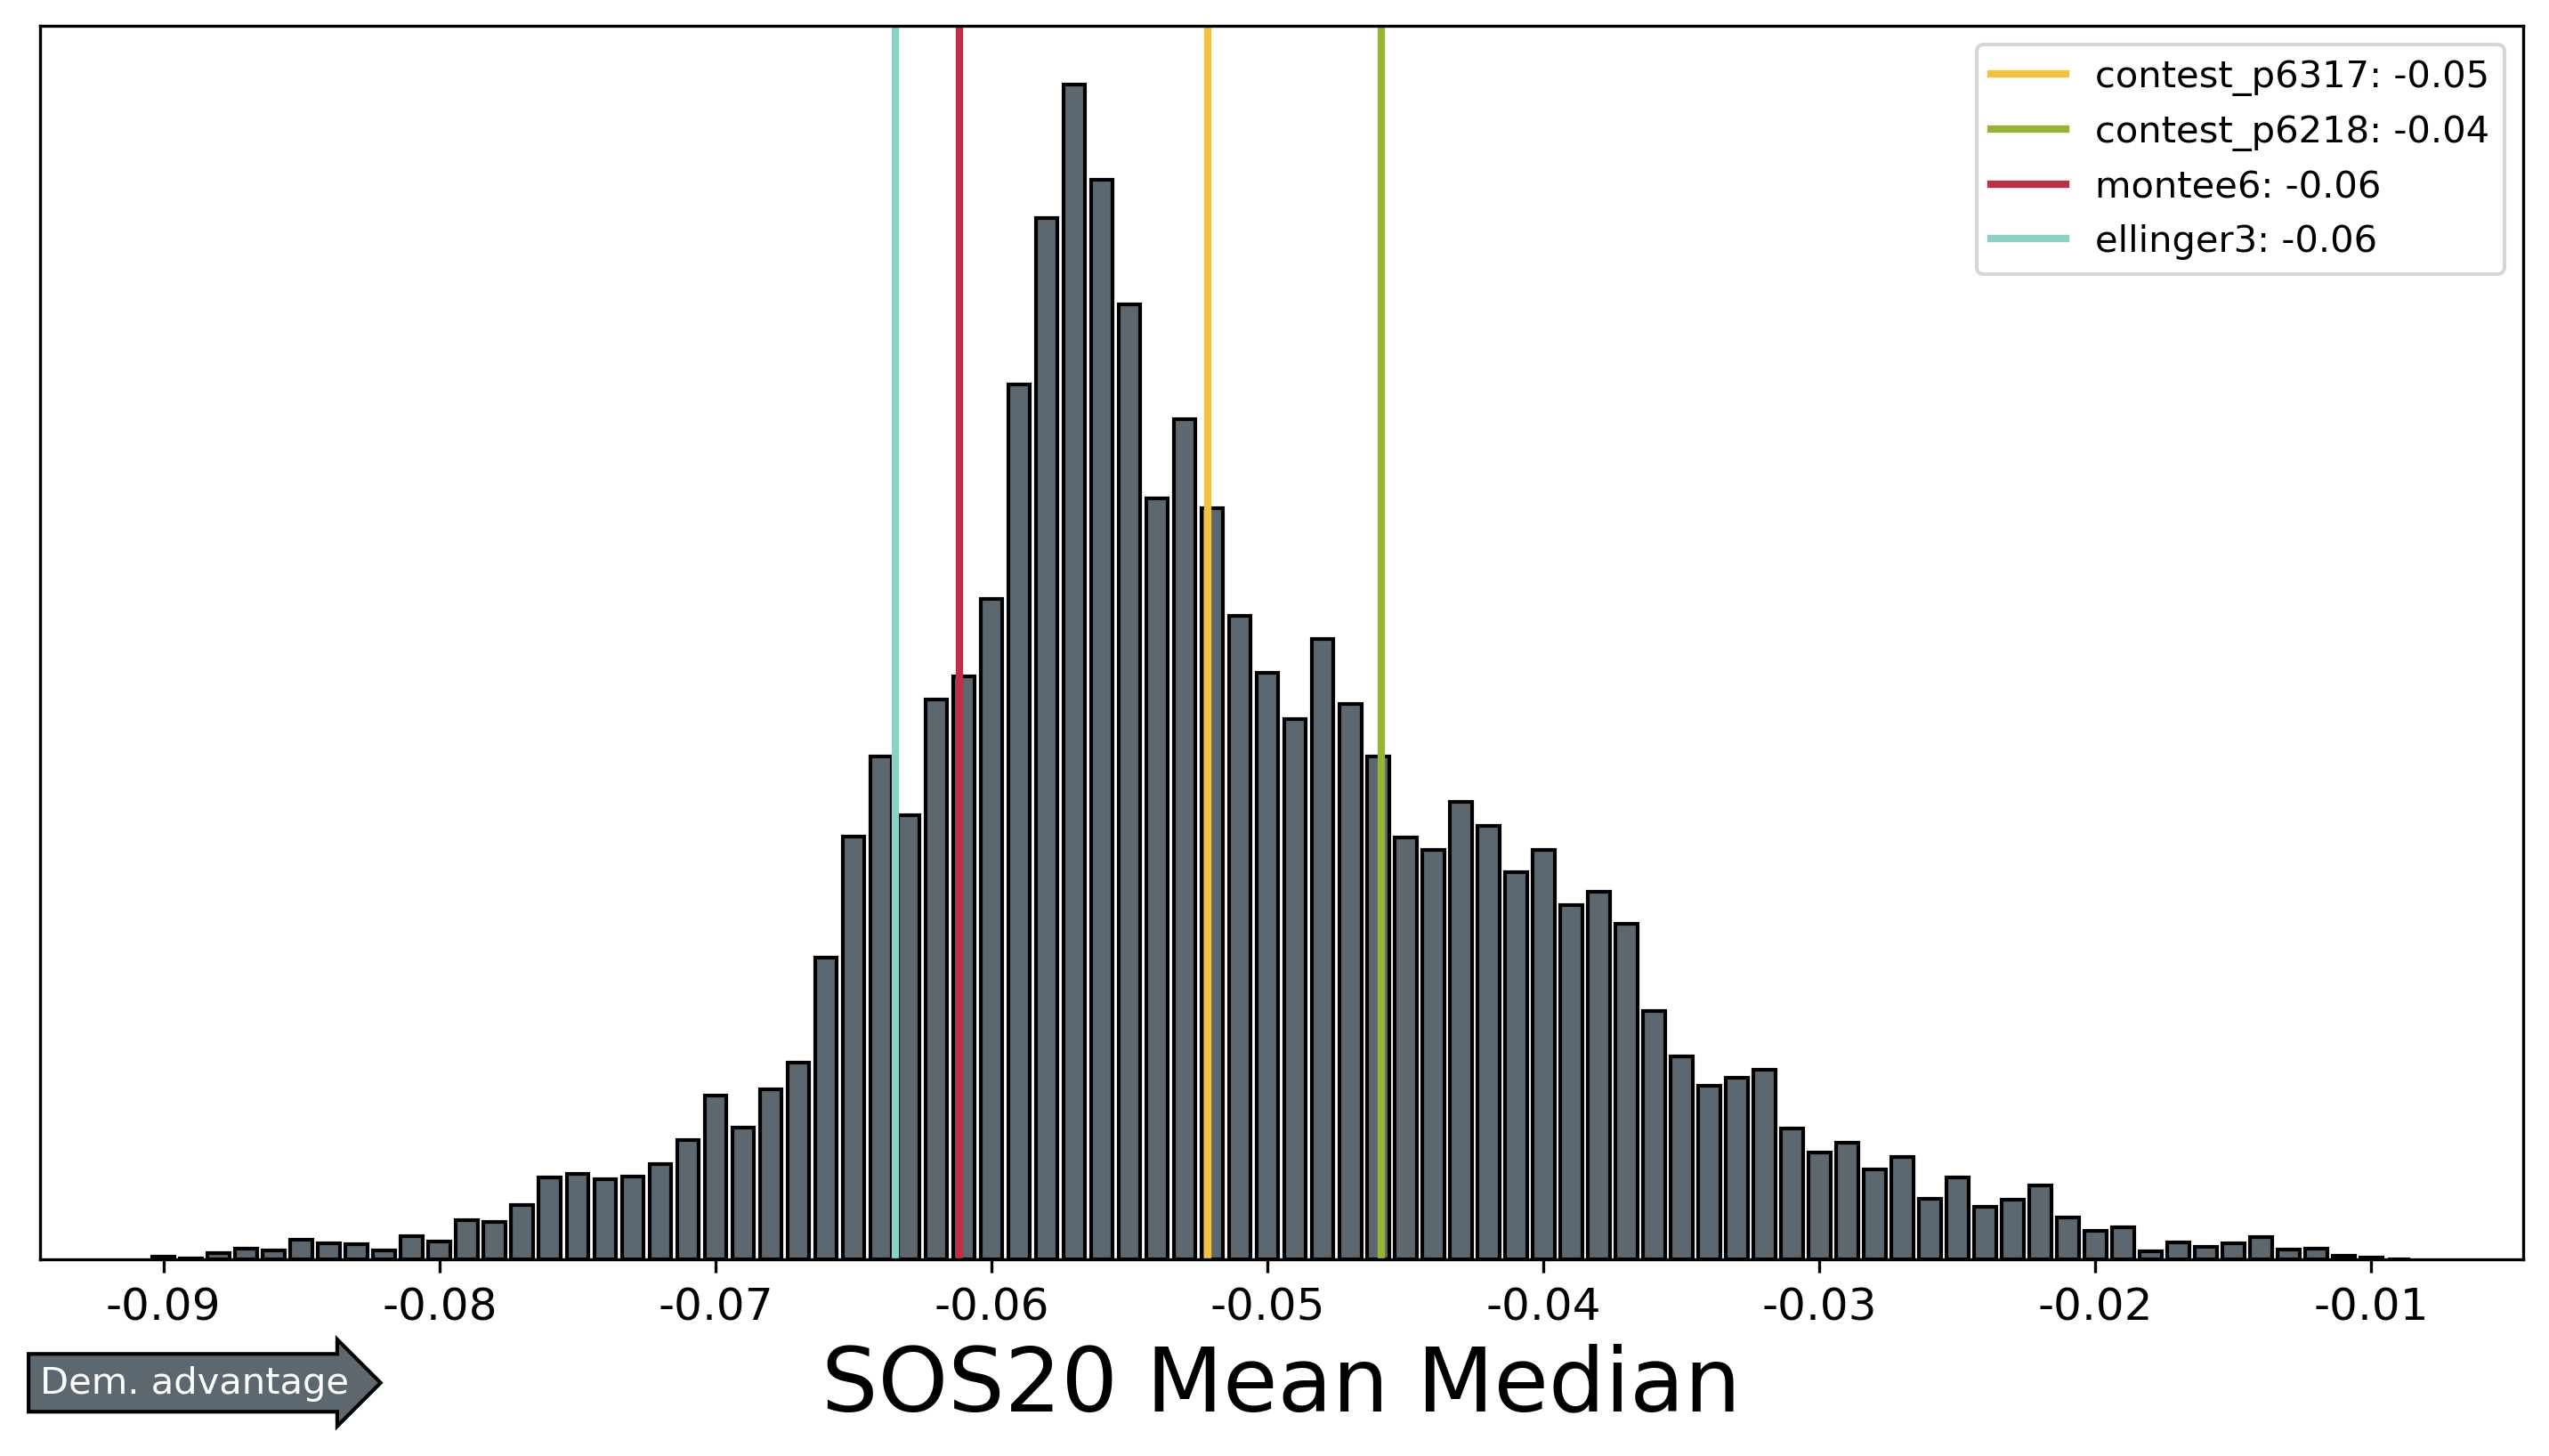 contest_p6317: -0.05
contest_p6218: -0.04
montee6: -0.06
ellinger3: -0.06
-0.09 -0.08 -0.07 -0.06 -0.05 -0.04 -0.03 -0.02 -0.01
Dem. advantage
SOS20 Mean Median